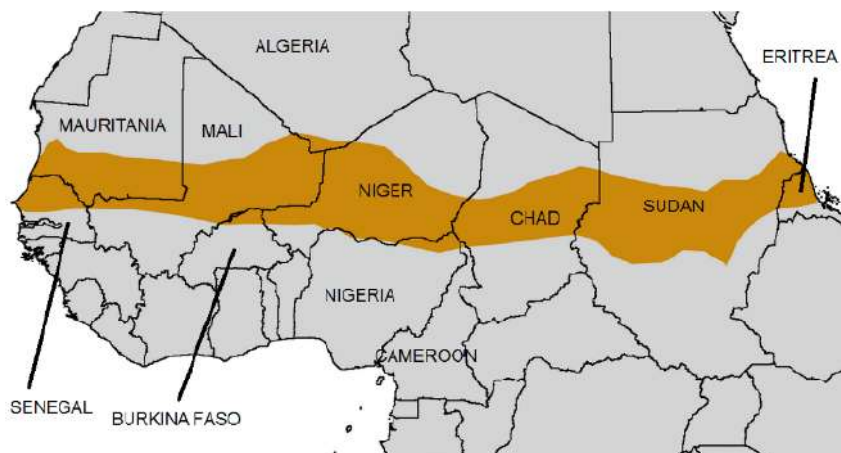 ALGERIA
ERITREA
MAURITANIA
MALI
NIGER
CHAD
SUDAN
NIGERIA
CAMEROON
SENEGAL
BURKINA FASO